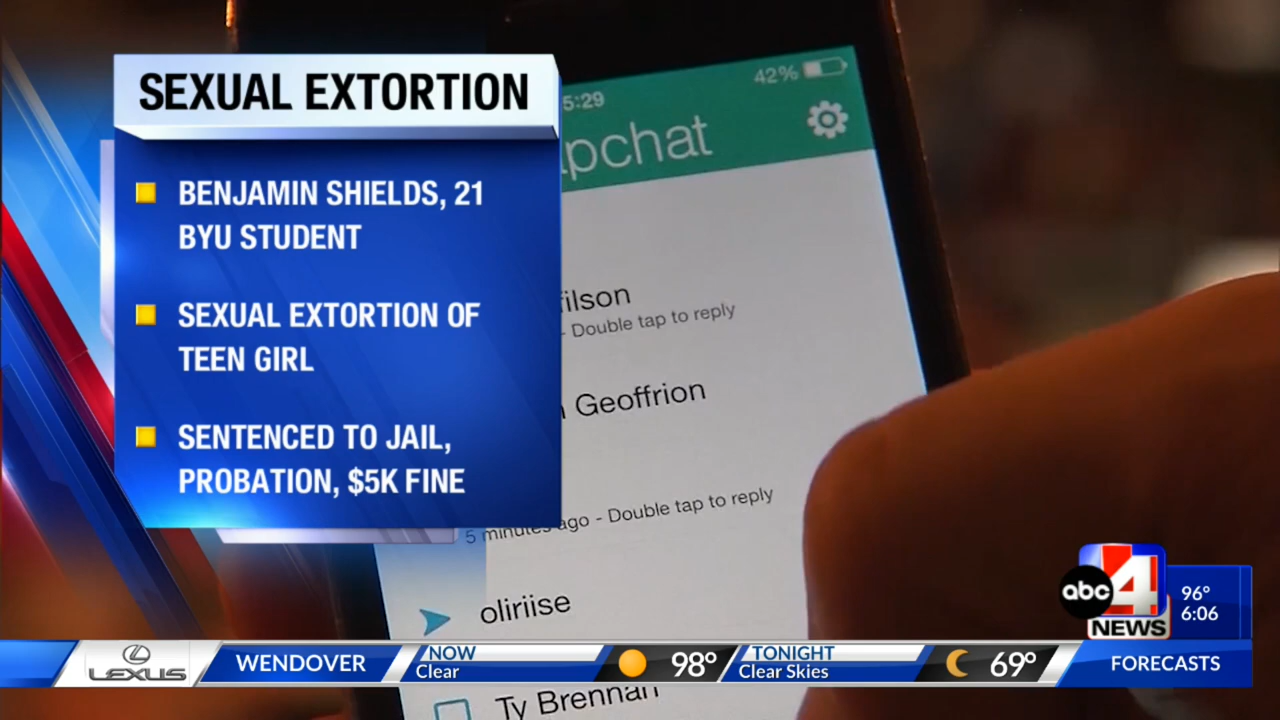 SEXUAL EXTORTION
BENJAMIN SHIELDS, 21
BYU STUDENT
SEXUAL EXTORTION OF
TEEN GIRL
SENTENCED TO JAIL,
PROBATION, $5K FINE
5:29
42%
pchat
ilson
- Double tap to reply
Geoffrion
5 minutes ago - Double tap to reply
oliriise
Ty Brennan
abc 4
NEWS
96°
6:06
LEXUS
WENDOVER
NOW
Clear
98°
TONIGHT
Clear Skies
69°
FORECASTS